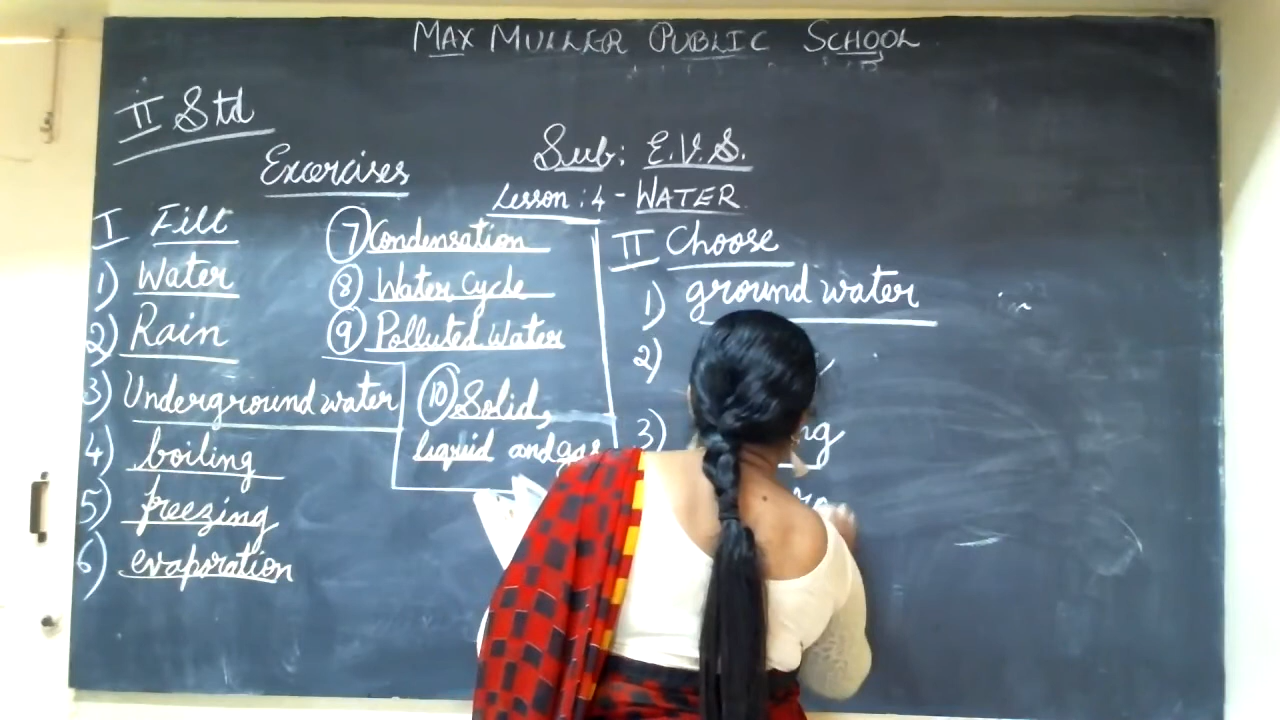 MAX MULLER PUBLIC SCHOOL
II Std
Sub: E.V.S.
Lesson : 4 - WATER
Exercises
I Fill
1) Water
2) Rain
3) Underground water
4) boiling
5) freezing
6) evaporation
7 Condensation
8 Water Cycle
9 Polluted Water
10 Solid,
liquid and gas
II Choose
1) ground water
2)
3)